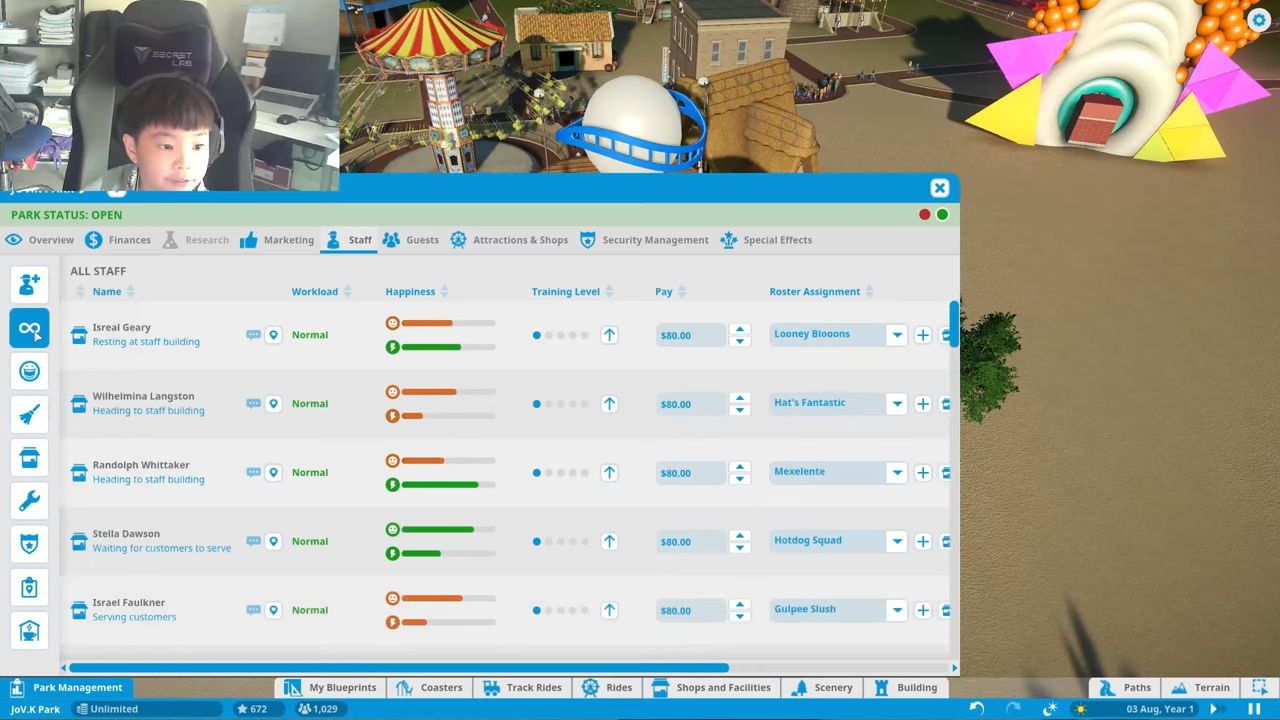 SECRET LAB
PARK STATUS: OPEN
Overview Finances Research Marketing Staff Guests Attractions & Shops Security Management Special Effects
ALL STAFF
Name Workload Happiness Training Level Pay Roster Assignment
Isreal Geary
Resting at staff building
Normal $80.00 Looney Blooons
Wilhelmina Langston
Heading to staff building
Normal $80.00 Hat's Fantastic
Randolph Whittaker
Heading to staff building
Normal $80.00 Mexelente
Stella Dawson
Waiting for customers to serve
Normal $80.00 Hotdog Squad
Israel Faulkner
Serving customers
Normal $80.00 Gulpee Slush
Park Management My Blueprints Coasters Track Rides Rides Shops and Facilities Scenery Building Paths Terrain
JoV.K Park Unlimited 672 1,029 03 Aug, Year 1